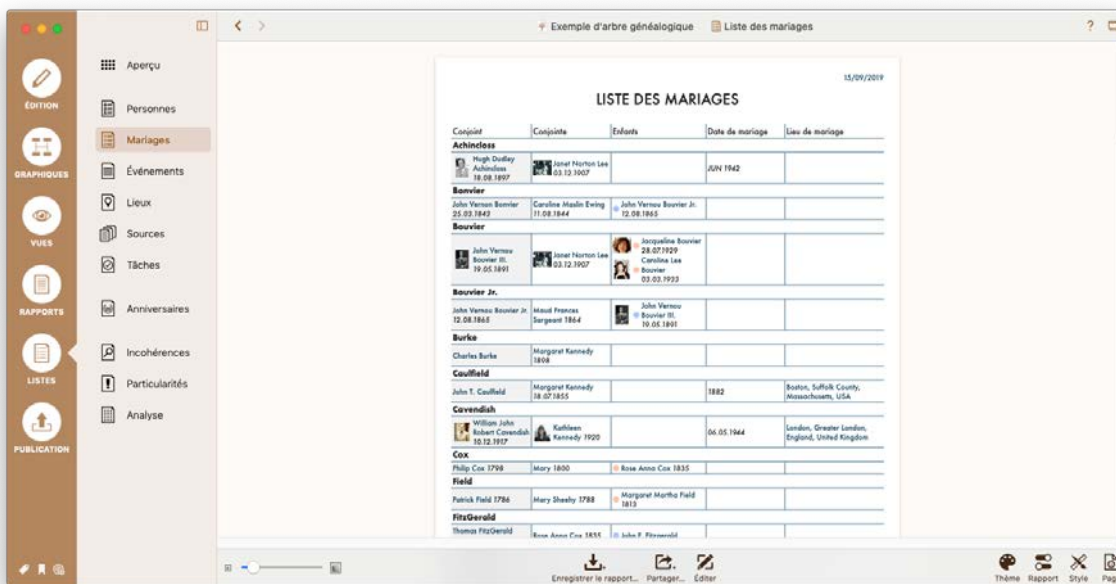 Exemple d'arbre généalogique Liste des mariages ?
ÉDITION
GRAPHIQUES
VUES
RAPPORTS
LISTES
PUBLICATION
Aperçu
Personnes
Mariages
Événements
Lieux
Sources
Tâches
Anniversaires
Incohérences
Particularités
Analyse
15/09/2019
LISTE DES MARIAGES
Conjoint Conjointe Enfants Date de mariage Lieu de mariage
Achincloss
Hugh Dudley
Achincloss
18.08.1897
Janet Norton Lee
03.12.1907
JUN 1942
Banvier
John Vernon Bonvier
25.03.1843
Caroline Maslin Ewing
11.08.1844
John Vernou Bouvier Jr.
12.08.1865
Bouvier
John Vernou
Bouvier III.
19.05.1891
Janet Norton Lee
03.12.1907
Jacqueline Bouvier
28.07.1929
Caroline Lee
Bouvier
03.03.1933
Bouvier Jr.
John Vernou Bouvier Jr.
12.08.1865
Maud Frances
Sergeant 1864
John Vernou
Bouvier III.
19.05.1891
Burke
Charles Burke
Margaret Kennedy
1808
Caulfield
John T. Caulfield
Margaret Kennedy
18.07.1855
1882
Boston, Suffolk County,
Massachusetts, USA
Cavendish
William John
Robert Cavendish
10.12.1917
Kathleen
Kennedy 1920
06.05.1944
London, Greater London,
England, United Kingdom
Cox
Philip Cox 1798 Mary 1800 Rose Anna Cox 1835
Field
Patrick Field 1786 Mary Sheehy 1788
Margaret Martha Field
1813
FitzGerald
Thomas FitzGerald
Rose Anna Cox 1835 John F. Fitzgerald
Enregistrer le rapport... Partager... Éditer
Thème Rapport Style